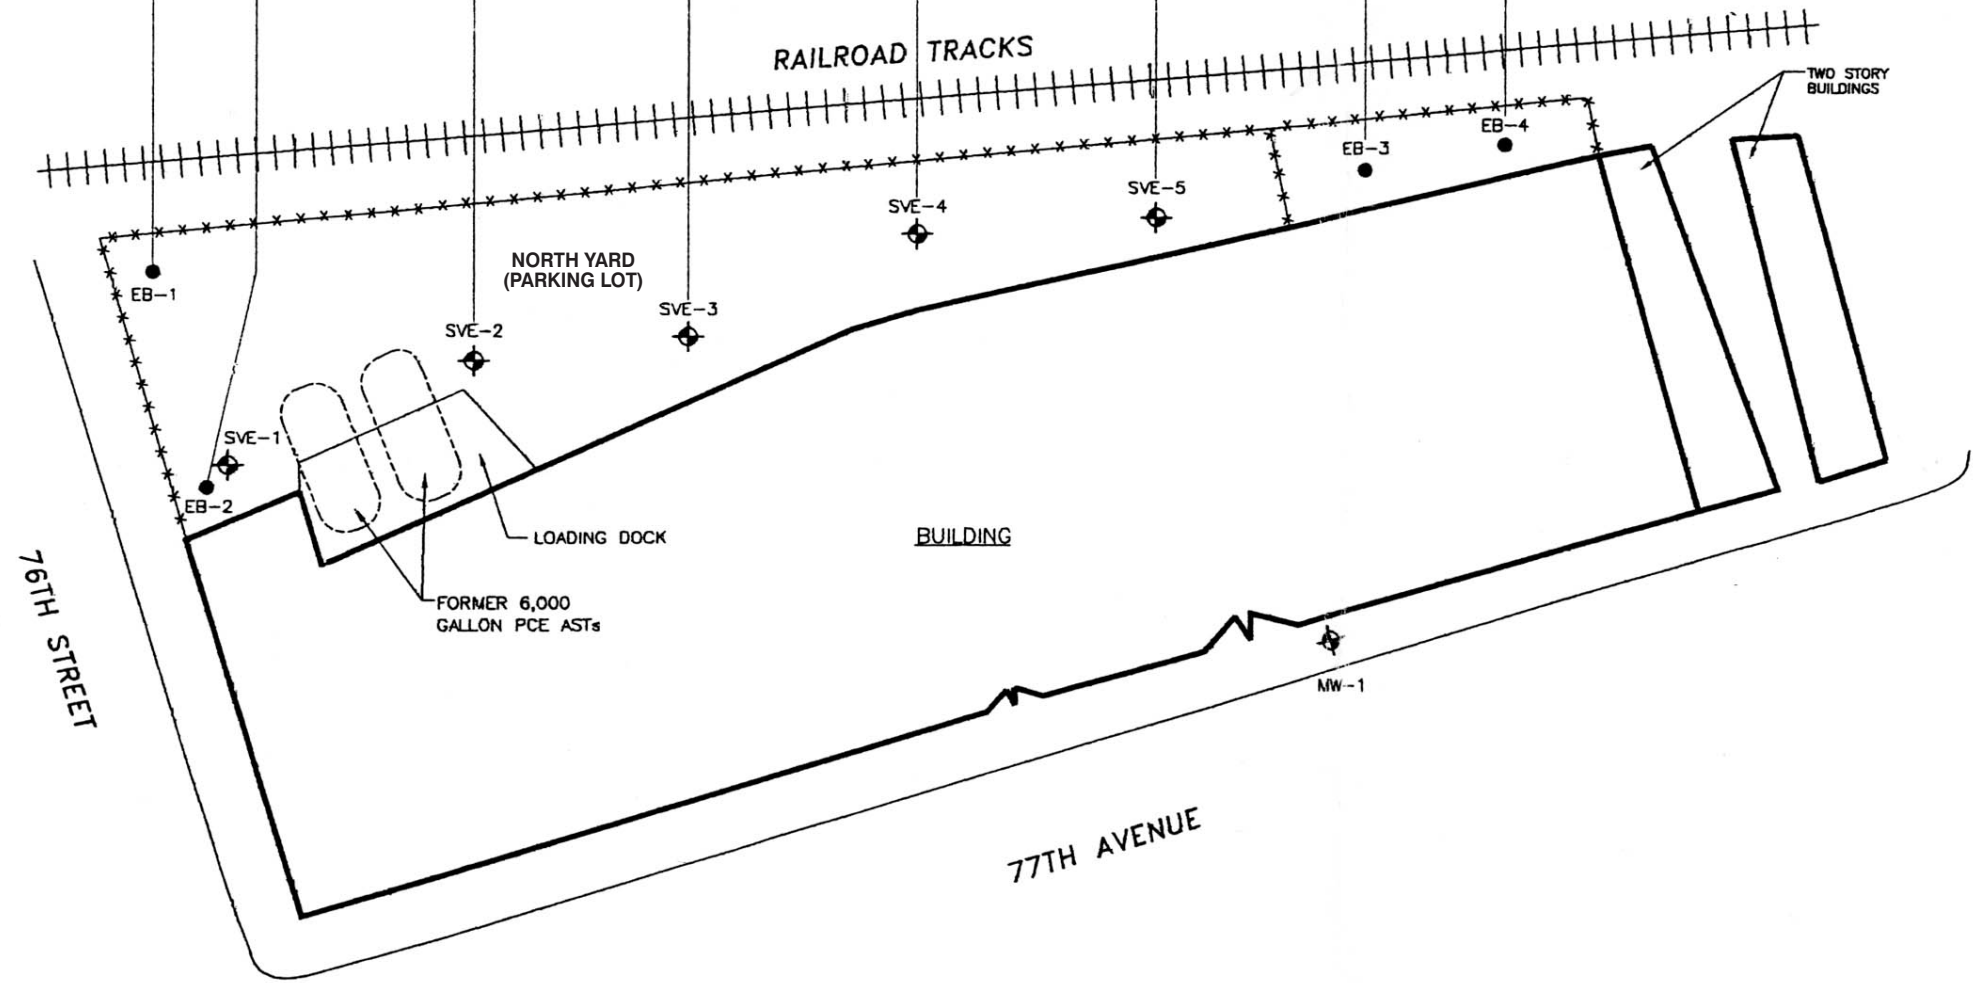 RAILROAD TRACKS
TWO STORY
BUILDINGS
EB-4
EB-3
SVE-5
SVE-4
NORTH YARD
(PARKING LOT)
EB-1
SVE-3
SVE-2
SVE-1
EB-2
LOADING DOCK
BUILDING
FORMER 6,000
GALLON PCE ASTs
76TH STREET
MW-1
77TH AVENUE